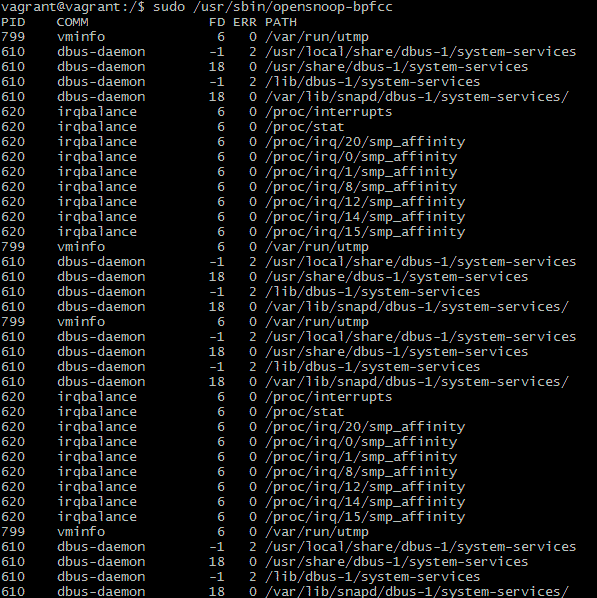 vagrant@vagrant:/$ sudo /usr/sbin/opensnoop-bpfcc
PID    COMM               FD ERR PATH
799    vminfo              6   0 /var/run/utmp
610    dbus-daemon        -1   2 /usr/local/share/dbus-1/system-services
610    dbus-daemon        18   0 /usr/share/dbus-1/system-services
610    dbus-daemon        -1   2 /lib/dbus-1/system-services
610    dbus-daemon        18   0 /var/lib/snapd/dbus-1/system-services/
620    irqbalance          6   0 /proc/interrupts
620    irqbalance          6   0 /proc/stat
620    irqbalance          6   0 /proc/irq/20/smp_affinity
620    irqbalance          6   0 /proc/irq/0/smp_affinity
620    irqbalance          6   0 /proc/irq/1/smp_affinity
620    irqbalance          6   0 /proc/irq/8/smp_affinity
620    irqbalance          6   0 /proc/irq/12/smp_affinity
620    irqbalance          6   0 /proc/irq/14/smp_affinity
620    irqbalance          6   0 /proc/irq/15/smp_affinity
799    vminfo              6   0 /var/run/utmp
610    dbus-daemon        -1   2 /usr/local/share/dbus-1/system-services
610    dbus-daemon        18   0 /usr/share/dbus-1/system-services
610    dbus-daemon        -1   2 /lib/dbus-1/system-services
610    dbus-daemon        18   0 /var/lib/snapd/dbus-1/system-services/
799    vminfo              6   0 /var/run/utmp
610    dbus-daemon        -1   2 /usr/local/share/dbus-1/system-services
610    dbus-daemon        18   0 /usr/share/dbus-1/system-services
610    dbus-daemon        -1   2 /lib/dbus-1/system-services
610    dbus-daemon        18   0 /var/lib/snapd/dbus-1/system-services/
620    irqbalance          6   0 /proc/interrupts
620    irqbalance          6   0 /proc/stat
620    irqbalance          6   0 /proc/irq/20/smp_affinity
620    irqbalance          6   0 /proc/irq/0/smp_affinity
620    irqbalance          6   0 /proc/irq/1/smp_affinity
620    irqbalance          6   0 /proc/irq/8/smp_affinity
620    irqbalance          6   0 /proc/irq/12/smp_affinity
620    irqbalance          6   0 /proc/irq/14/smp_affinity
620    irqbalance          6   0 /proc/irq/15/smp_affinity
799    vminfo              6   0 /var/run/utmp
610    dbus-daemon        -1   2 /usr/local/share/dbus-1/system-services
610    dbus-daemon        18   0 /usr/share/dbus-1/system-services
610    dbus-daemon        -1   2 /lib/dbus-1/system-services
610    dbus-daemon        18   0 /var/lib/snapd/dbus-1/system-services/